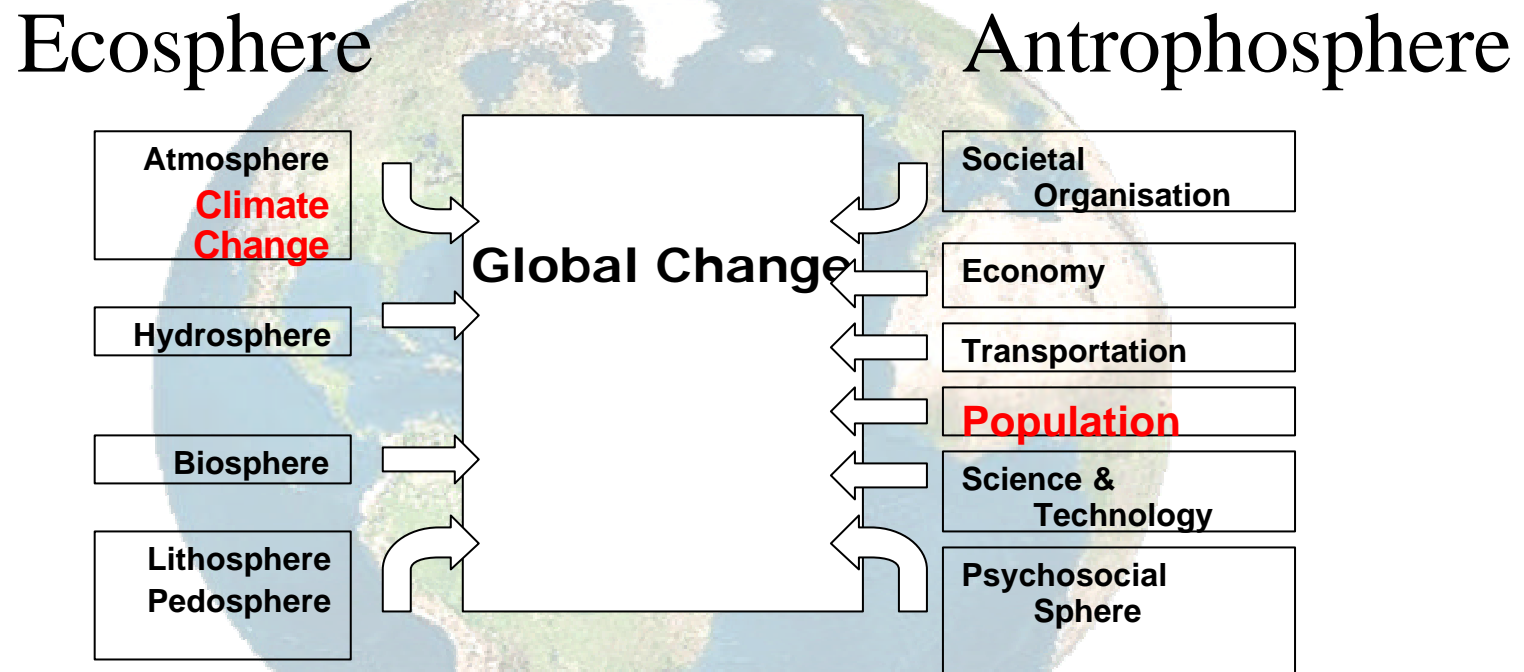 Ecosphere
Antrophosphere
Atmosphere
Climate
Change
Hydrosphere
Biosphere
Lithosphere
Pedosphere
Global Change
Societal
Organisation
Economy
Transportation
Population
Science &
Technology
Psychosocial
Sphere